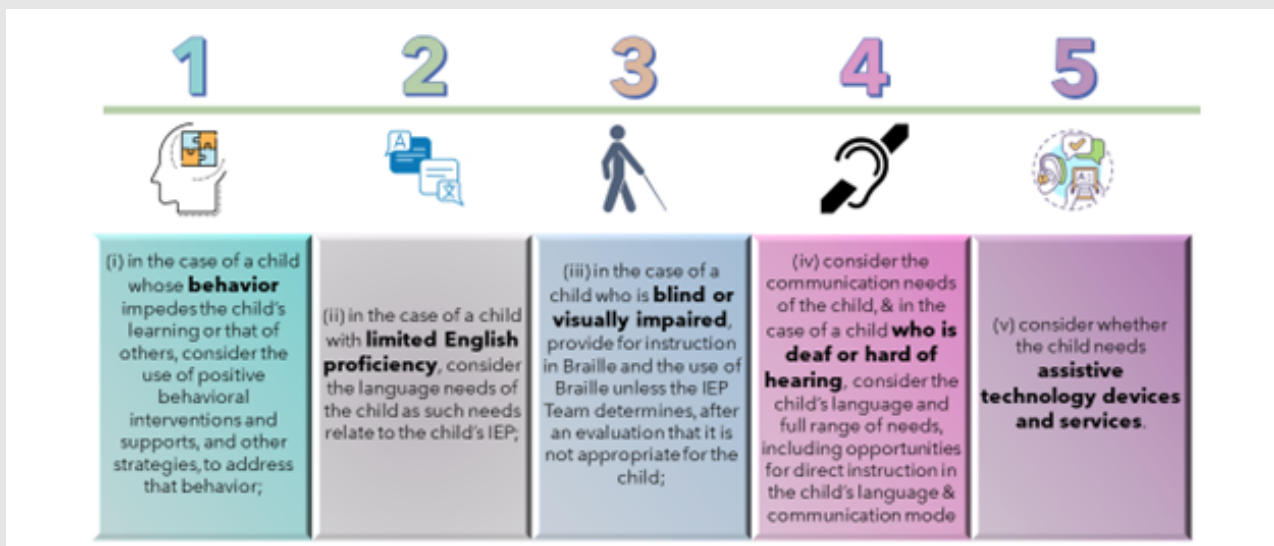 1
2
3
4
5
A
文
(i) in the case of a child
whose behavior
impedes the child's
learning or that of
others, consider the
use of positive
behavioral
interventions and
supports, and other
strategies, to address
that behavior;
(ii) in the case of a child
with limited English
proficiency, consider
the language needs of
the child as such needs
relate to the child's IEP;
(iii) in the case of a
child who is blind or
visually impaired,
provide for instruction
in Braille and the use of
Braille unless the IEP
Team determines, after
an evaluation that it is
not appropriate for the
child;
(iv) consider the
communication needs
of the child, & in the
case of a child who is
deaf or hard of
hearing, consider the
child's language and
full range of needs,
including opportunities
for direct instruction in
the child's language &
communication mode
(v) consider whether
the child needs
assistive
technology devices
and services.